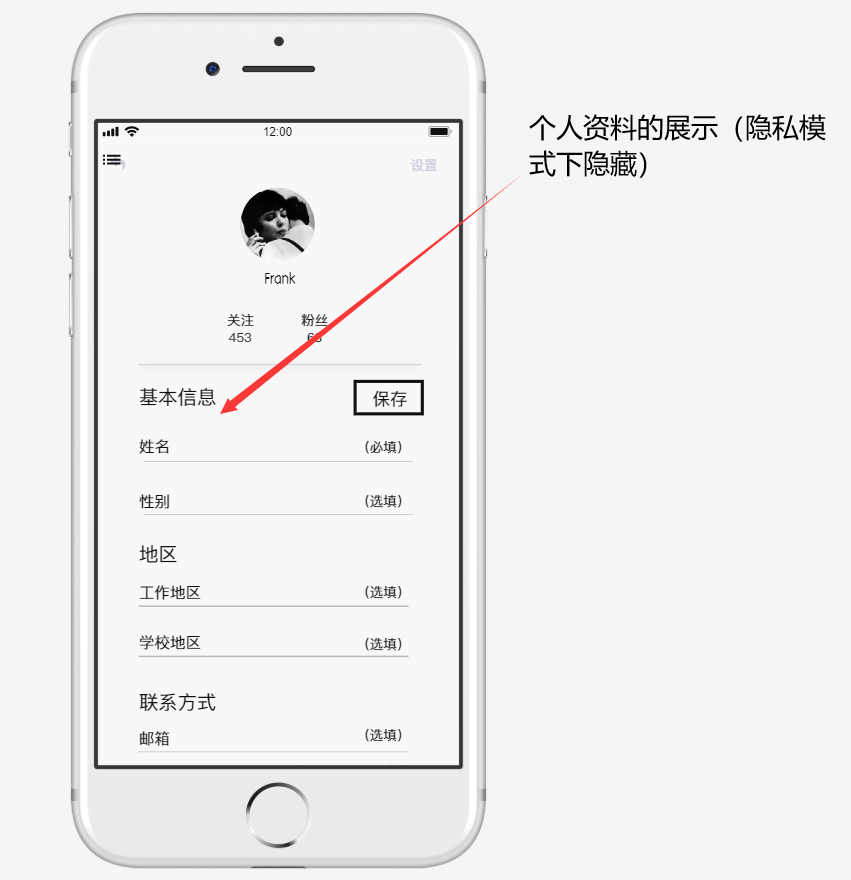 12:00
设置
Frank
关注 粉丝
453
基本信息 保存
姓名 (必填)
性别 (选填)
地区
工作地区 (选填)
学校地区 (选填)
联系方式
邮箱 (选填)
个人资料的展示（隐私模
式下隐藏）